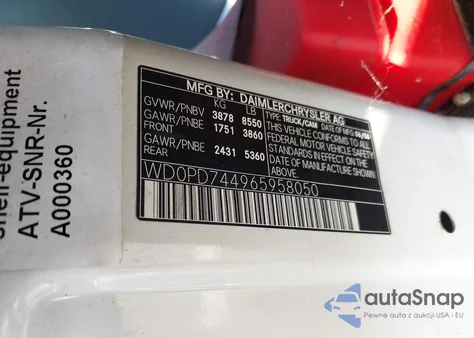 shelf-equipment
ATV-SNR-Nr.
A000360
MFG BY: DAIMLERCHRYSLER AG
KG LB
GVWR/PNBV 3878 8550
GAWR/PNBE 1751 3860
FRONT
GAWR/PNBE 2431 5360
REAR
TYPE: TRUCK/CAM
THIS VEHICLE CONFORMS TO ALL
FEDERAL MOTOR VEHICLE SAFETY
STANDARDS IN EFFECT ON THE
DATE OF MANUFACTURE SHOWN
ABOVE.
WD0PD744965958050
autaSnap
Auta z aukcji USA i EU